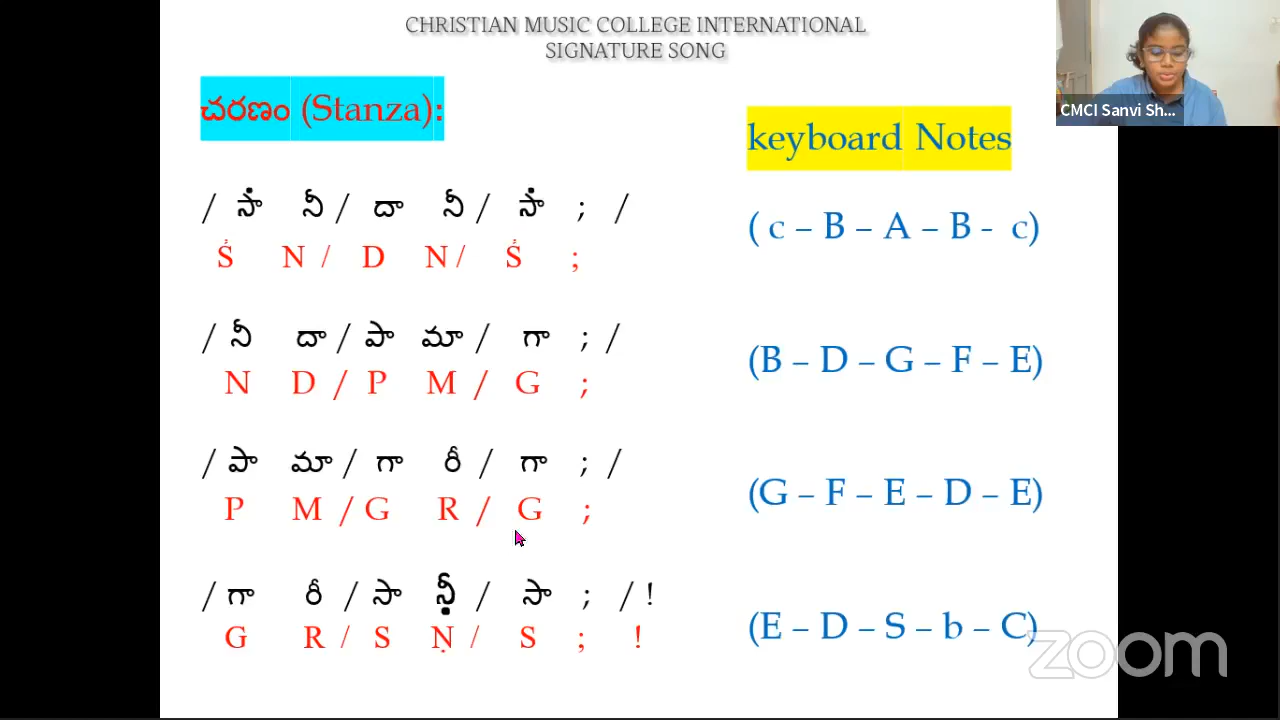 CHRISTIAN MUSIC COLLEGE INTERNATIONAL
SIGNATURE SONG
CMCI Sanvi Sh...
చరణం (Stanza):
keyboard Notes
/ సా̇ నీ / దా నీ / సా̇ ; /
Ṡ N / D N / Ṡ ;
( c – B – A – B - c)
/ నీ దా / పా మా / గా ; /
N D / P M / G ;
(B – D – G – F – E)
/ పా మా / గా రీ / గా ; /
P M / G R / G ;
(G – F – E – D – E)
/ గా రీ / సా నీ̣ / సా ; / !
G R / S Ṇ / S ; !
(E – D – S – b – C)
zoom